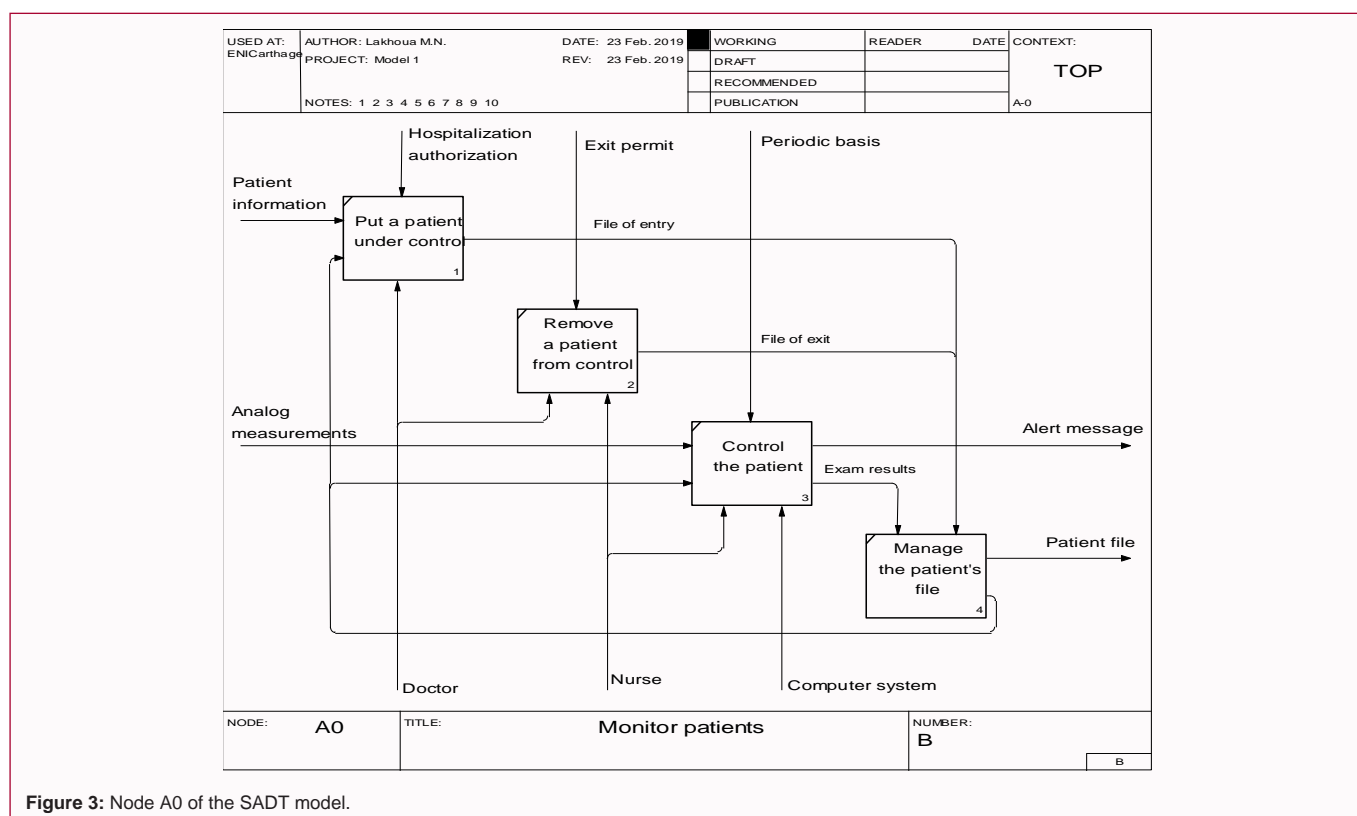 USED AT:
ENICarthage
AUTHOR: Lakhoua M.N.
DATE: 23 Feb. 2019
PROJECT: Model 1
REV: 23 Feb. 2019
NOTES: 1 2 3 4 5 6 7 8 9 10
WORKING
DRAFT
RECOMMENDED
PUBLICATION
READER DATE
CONTEXT:
TOP
A-0
Hospitalization
authorization
Exit permit
Periodic basis
Patient
information
Put a patient
under control
1
File of entry
Remove
a patient
from control
2
File of exit
Analog
measurements
Control
the patient
3
Alert message
Exam results
Manage
the patient's
file
4
Patient file
Doctor
Nurse
Computer system
NODE:
A0
TITLE:
Monitor patients
NUMBER:
B
B
Figure 3: Node A0 of the SADT model.